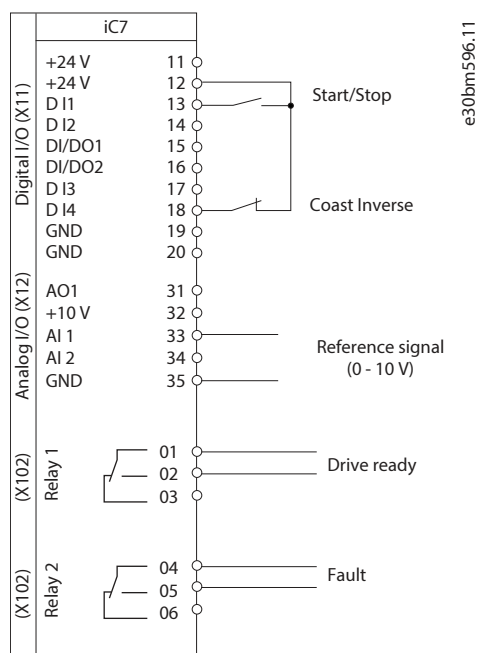 iC7
e30bm596.11
Digital I/O (X11)
+24 V 11
+24 V 12
D I1 13
Start/Stop
D I2 14
DI/DO1 15
DI/DO2 16
D I3 17
D I4 18
Coast Inverse
GND 19
GND 20
Analog I/O (X12)
AO1 31
+10 V 32
AI 1 33
AI 2 34
GND 35
Reference signal
(0 - 10 V)
(X102)
Relay 1
01
02
03
Drive ready
(X102)
Relay 2
04
05
06
Fault